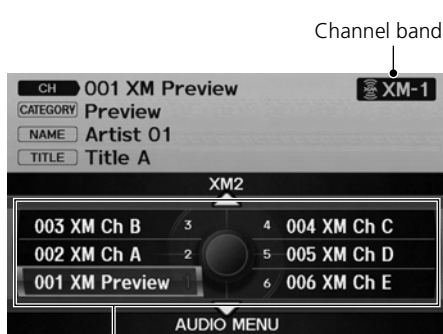 Channel band
CH 001 XM Preview XM-1
CATEGORY Preview
NAME Artist 01
TITLE Title A
XM2
003 XM Ch B 3 4 004 XM Ch C
002 XM Ch A 2 5 005 XM Ch D
001 XM Preview 1 6 006 XM Ch E
AUDIO MENU